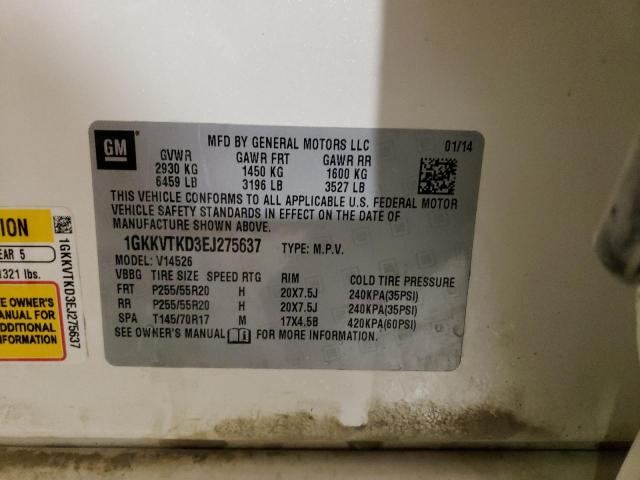 GM
MFD BY GENERAL MOTORS LLC 01/14
GVWR GAWR FRT GAWR RR
2930 KG 1450 KG 1600 KG
6459 LB 3196 LB 3527 LB
THIS VEHICLE CONFORMS TO ALL APPLICABLE U.S. FEDERAL MOTOR
VEHICLE SAFETY STANDARDS IN EFFECT ON THE DATE OF
MANUFACTURE SHOWN ABOVE.
1GKKVTKD3EJ275637 TYPE: M.P.V.
MODEL: V14526
VBBG TIRE SIZE SPEED RTG RIM COLD TIRE PRESSURE
FRT P255/55R20 H 20X7.5J 240KPA(35PSI)
RR P255/55R20 H 20X7.5J 240KPA(35PSI)
SPA T145/70R17 M 17X4.5B 420KPA(60PSI)
SEE OWNER'S MANUAL FOR MORE INFORMATION.
ION
EAR 5
1321 lbs.
EE OWNER'S
MANUAL FOR
ADDITIONAL
FORMATION
1GKKVTKD3EJ275637